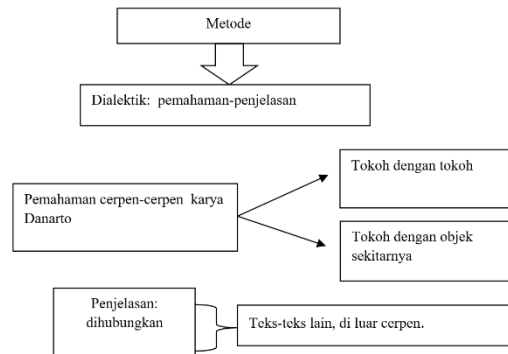 Metode
Dialektik: pemahaman-penjelasan
Tokoh dengan tokoh
Pemahaman cerpen-cerpen karya
Danarto
Tokoh dengan objek
sekitarnya
Penjelasan:
dihubungkan
Teks-teks lain, di luar cerpen.